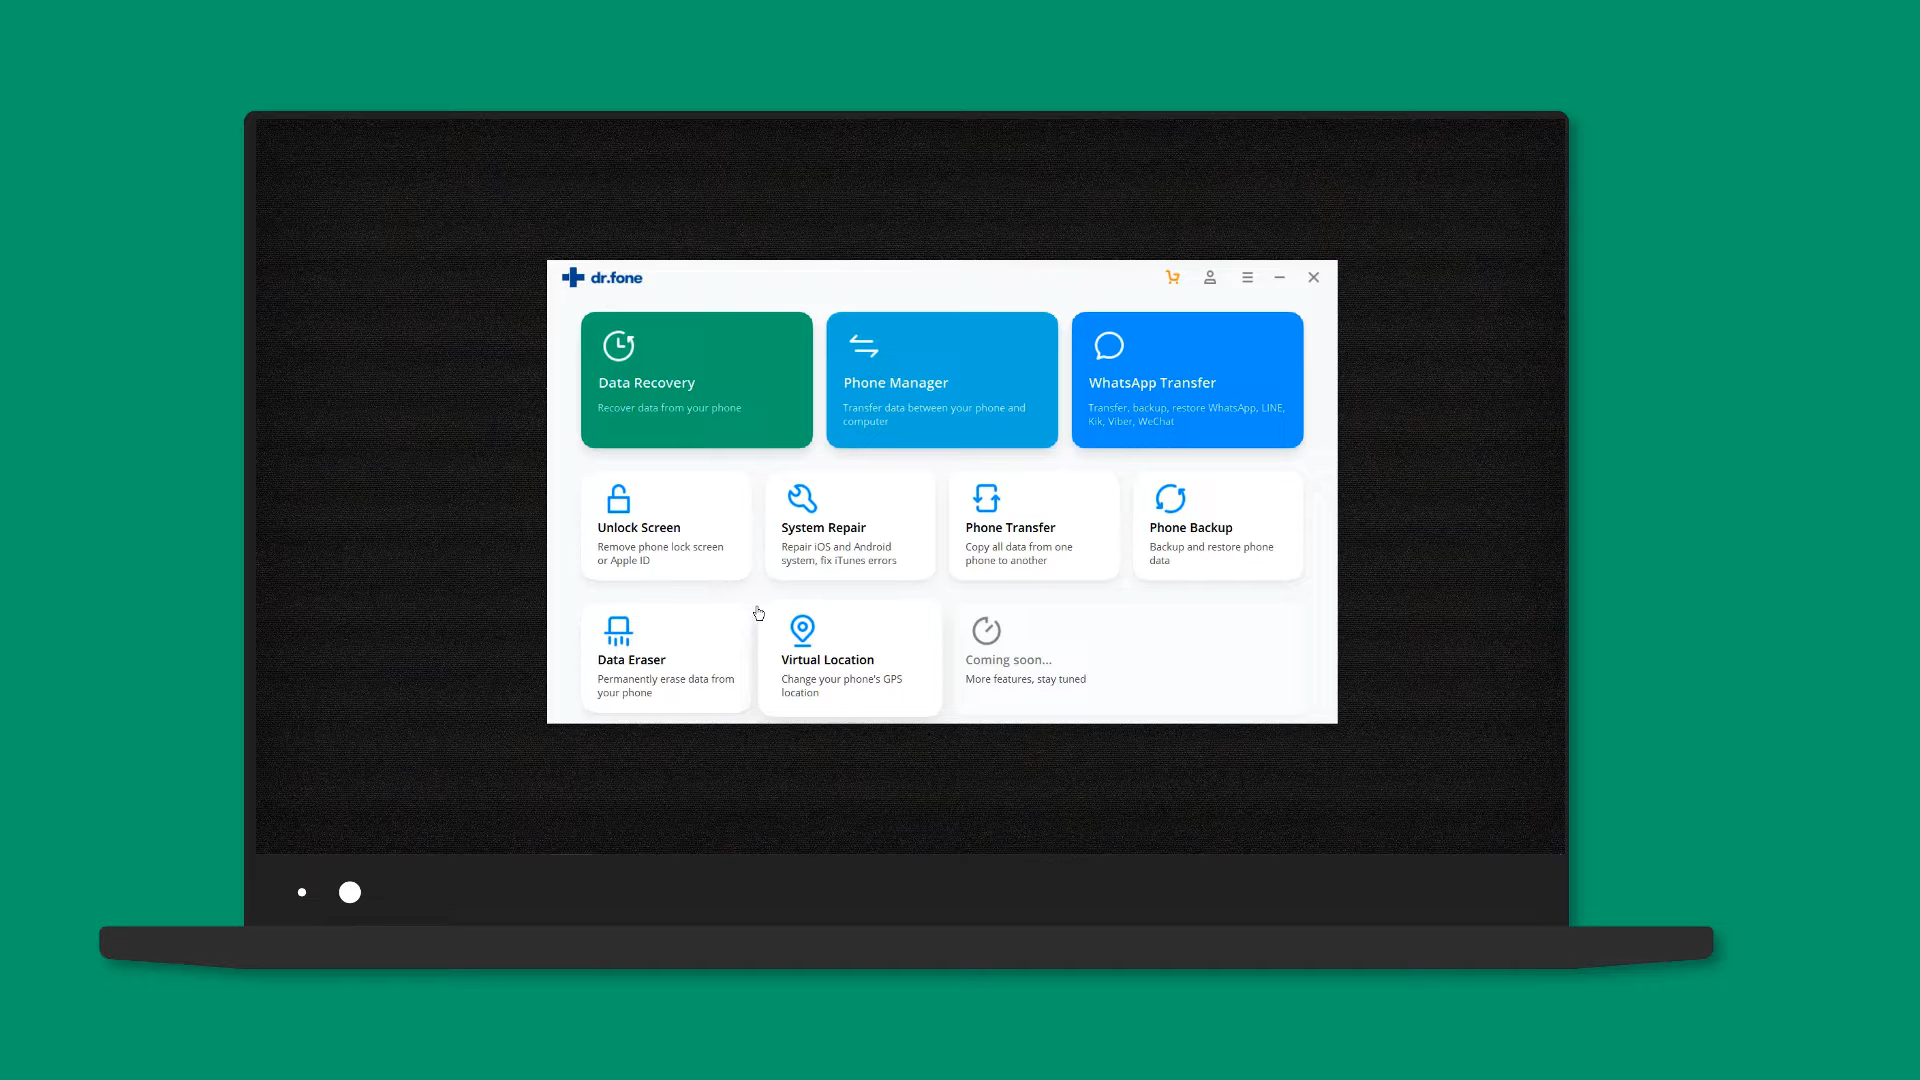 dr.fone
Data Recovery
Recover data from your phone
Phone Manager
Transfer data between your phone and
computer
WhatsApp Transfer
Transfer, backup, restore WhatsApp, LINE,
Kik, Viber, WeChat
Unlock Screen
Remove phone lock screen
or Apple ID
System Repair
Repair iOS and Android
system, fix iTunes errors
Phone Transfer
Copy all data from one
phone to another
Phone Backup
Backup and restore phone
data
Data Eraser
Permanently erase data from
your phone
Virtual Location
Change your phone's GPS
location
Coming soon...
More features, stay tuned